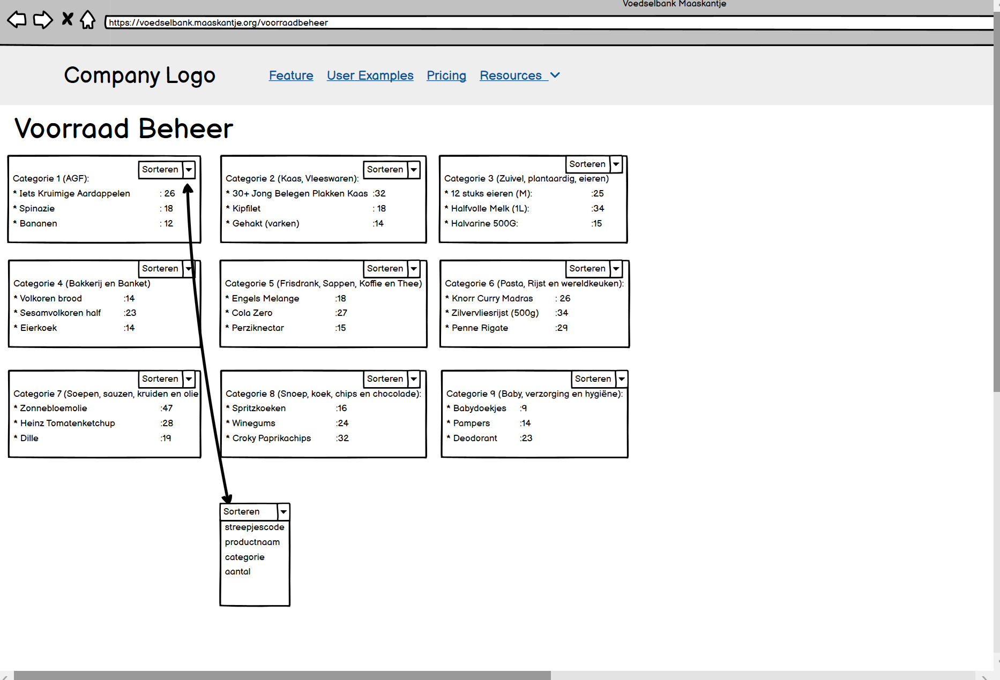 Voedselbank Maaskantje
https://voedselbank.maaskantje.org/voorraadbeheer
Company Logo
Feature User Examples Pricing Resources
Voorraad Beheer
Sorteren
Categorie 1 (AGF):
* Iets Kruimige Aardappelen : 26
* Spinazie : 18
* Bananen : 12
Sorteren
Categorie 2 (Kaas, Vleeswaren):
* 30+ Jong Belegen Plakken Kaas :32
* Kipfilet : 18
* Gehakt (varken) :14
Sorteren
Categorie 3 (Zuivel, plantaardig, eieren)
* 12 stuks eieren (M): :25
* Halfvolle Melk (1L): :34
* Halvarine 500G: :15
Sorteren
Categorie 4 (Bakkerij en Banket)
* Volkoren brood :14
* Sesamvolkoren half :23
* Eierkoek :14
Sorteren
Categorie 5 (Frisdrank, Sappen, Koffie en Thee)
* Engels Melange :18
* Cola Zero :27
* Perziknectar :15
Sorteren
Categorie 6 (Pasta, Rijst en wereldkeuken):
* Knorr Curry Madras : 26
* Zilvervliesrijst (500g) :34
* Penne Rigate :29
Sorteren
Categorie 7 (Soepen, sauzen, kruiden en olie
* Zonnebloemolie :47
* Heinz Tomatenketchup :28
* Dille :19
Sorteren
Categorie 8 (Snoep, koek, chips en chocolade):
* Spritzkoeken :16
* Winegums :24
* Croky Paprikachips :32
Sorteren
Categorie 9 (Baby, verzorging en hygiëne):
* Babydoekjes :9
* Pampers :14
* Deodorant :23
Sorteren
streepjescode
productnaam
categorie
aantal